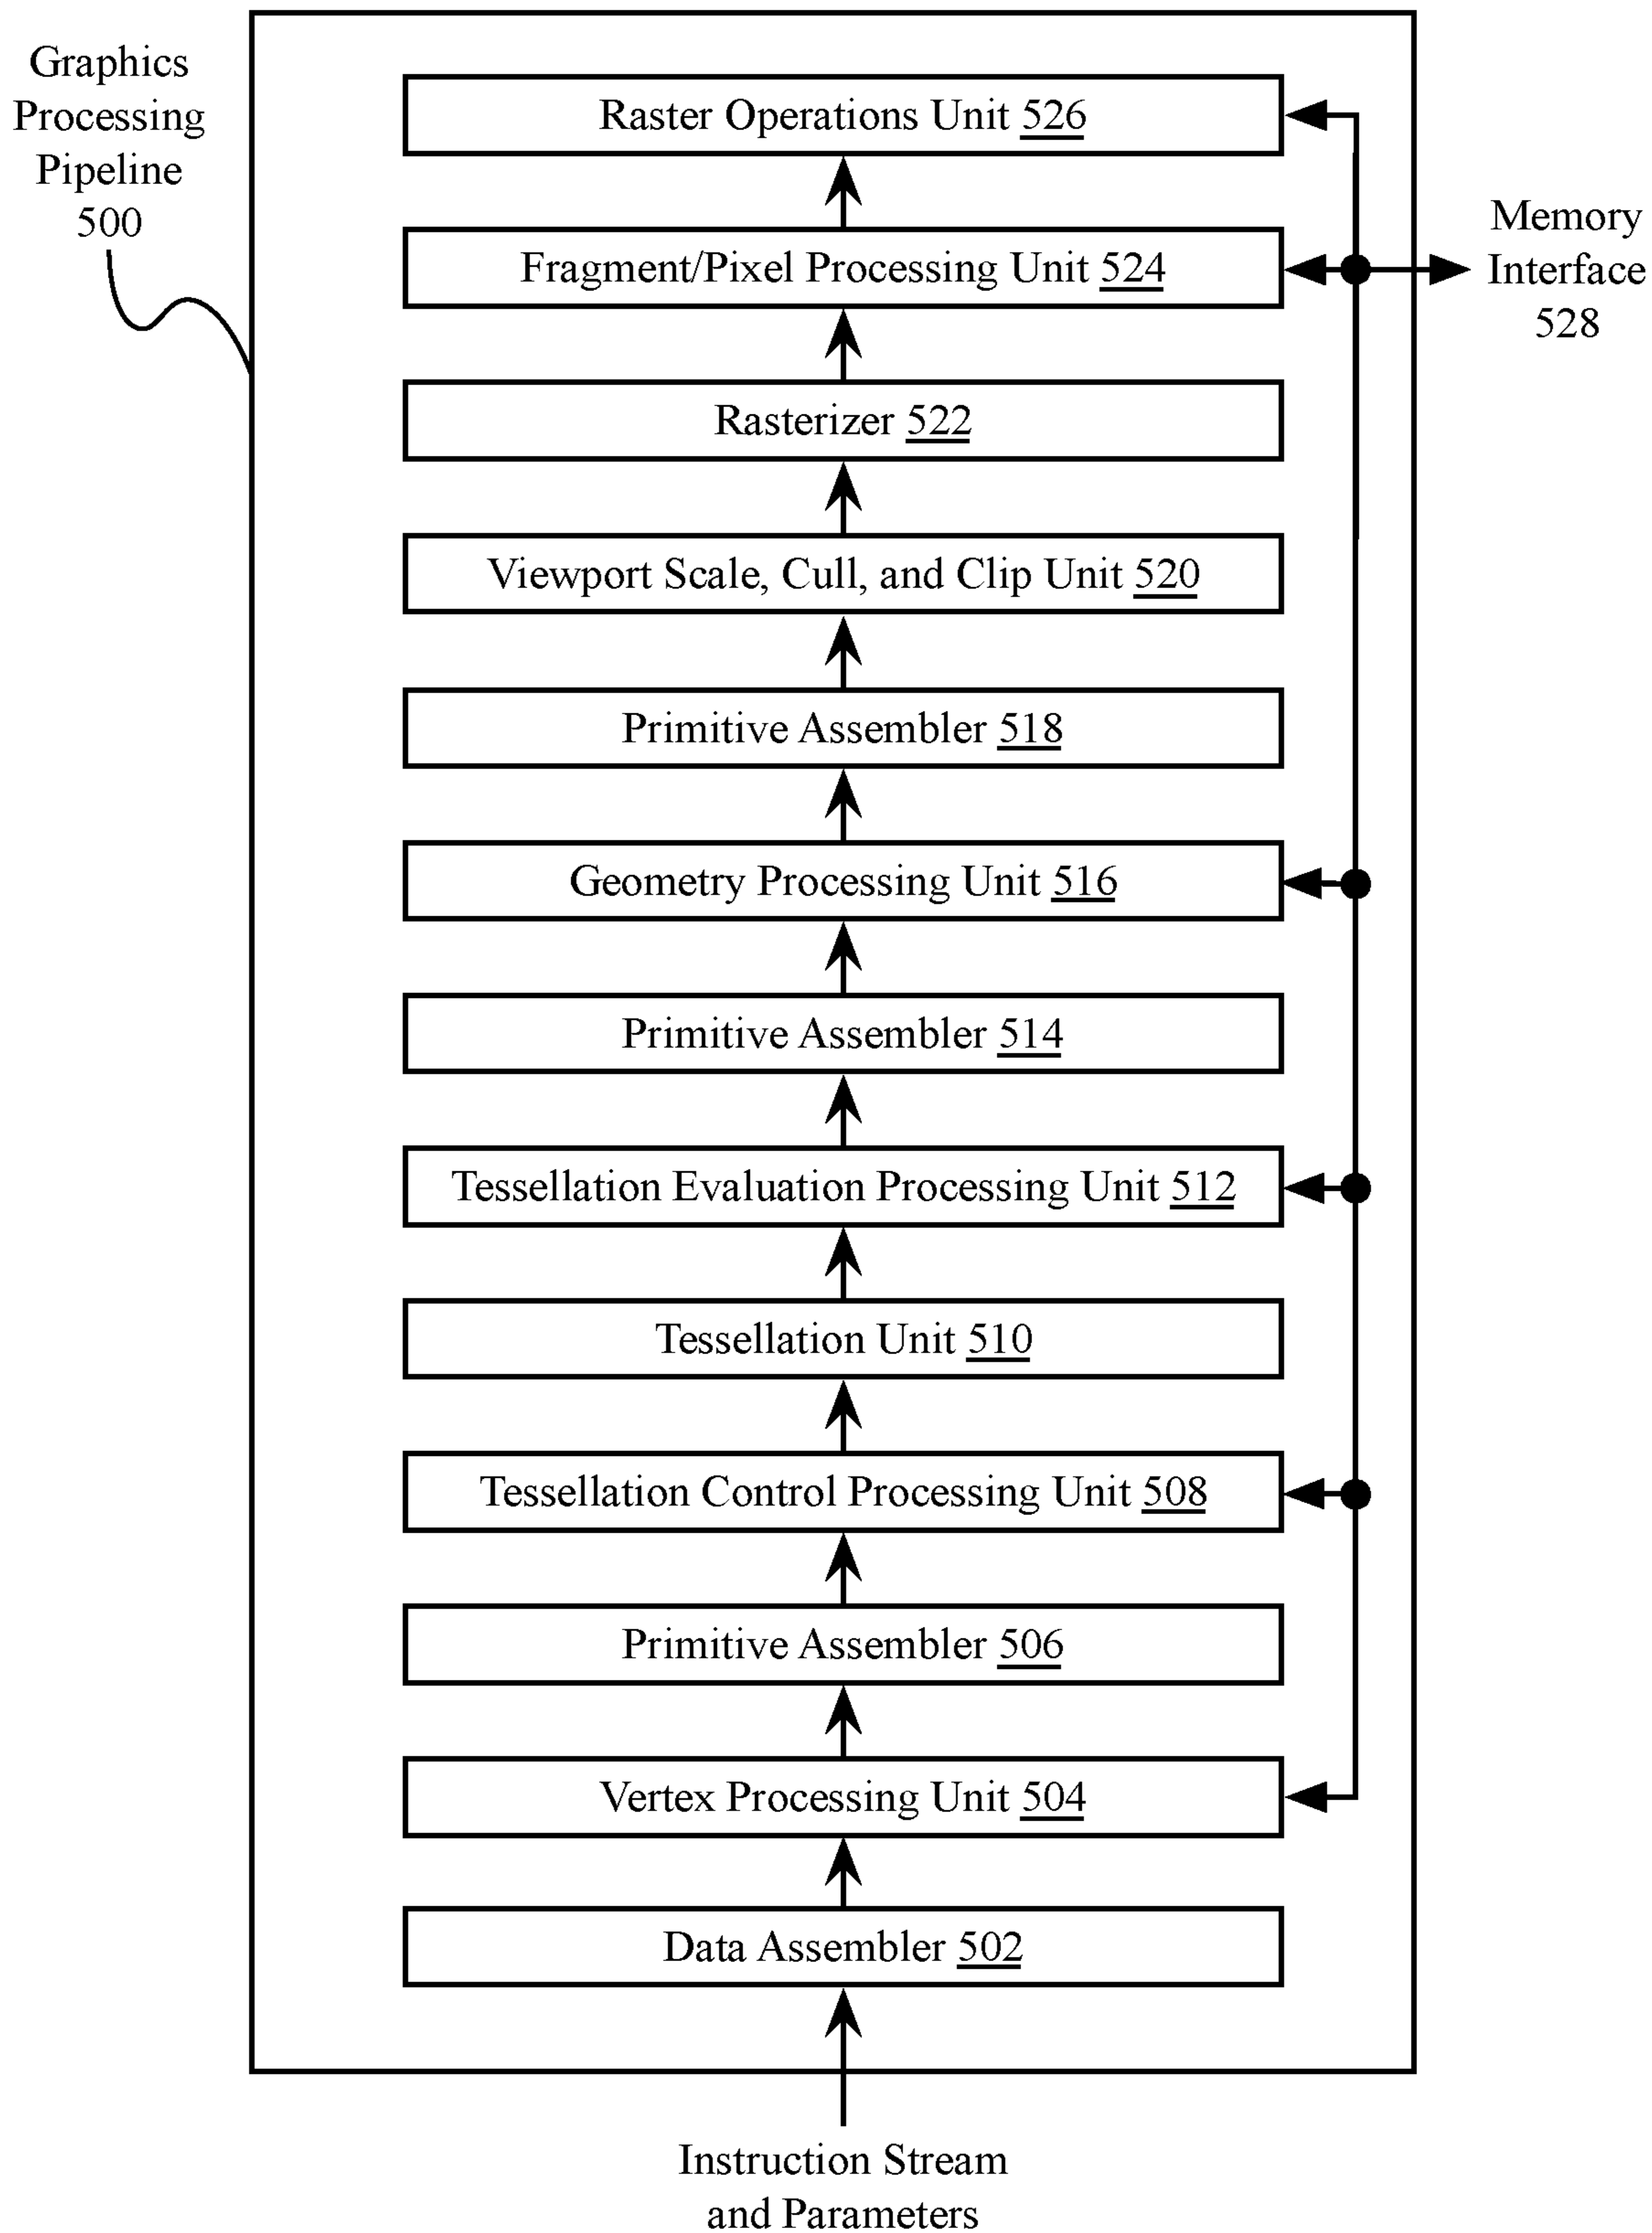 Graphics
Processing
Pipeline
500
Raster Operations Unit 526
Fragment/Pixel Processing Unit 524
Memory
Interface
528
Rasterizer 522
Viewport Scale, Cull, and Clip Unit 520
Primitive Assembler 518
Geometry Processing Unit 516
Primitive Assembler 514
Tessellation Evaluation Processing Unit 512
Tessellation Unit 510
Tessellation Control Processing Unit 508
Primitive Assembler 506
Vertex Processing Unit 504
Data Assembler 502
Instruction Stream
and Parameters